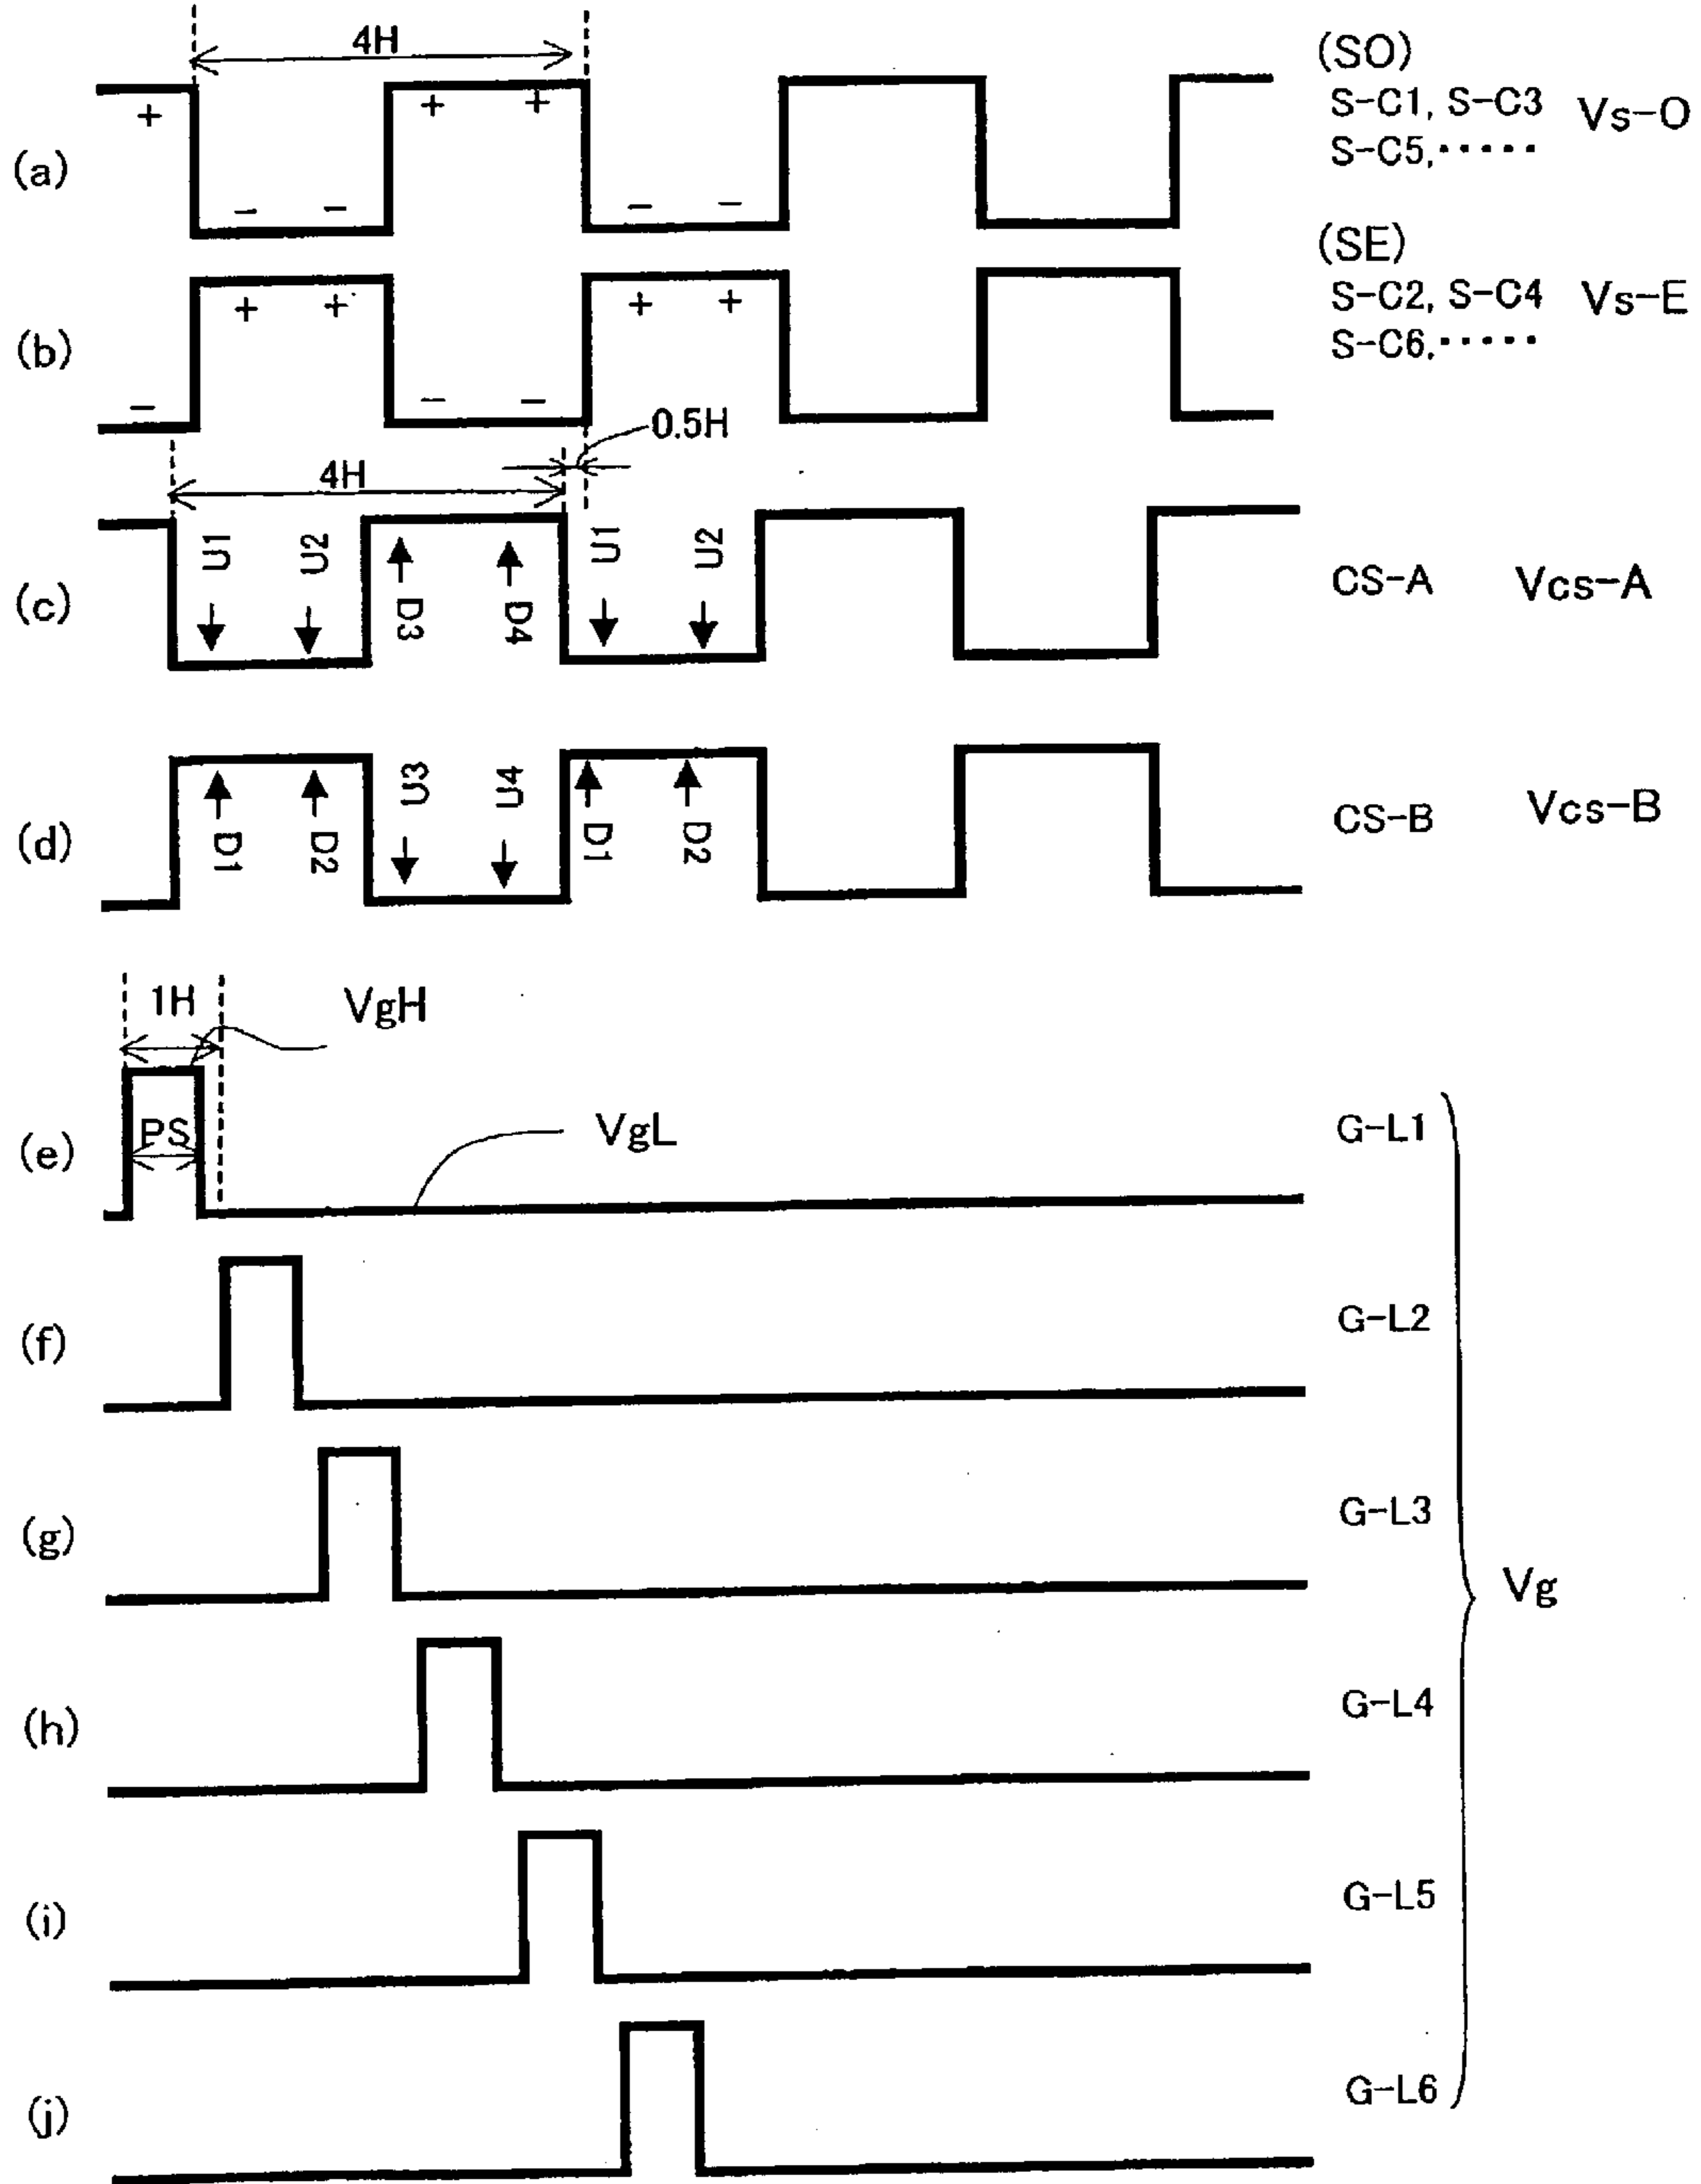 4H
(SO)
S-C1, S-C3 Vs-O
S-C5, ·····
(a)
+ + +
− − − −
(SE)
S-C2, S-C4 Vs-E
S-C6, ·····
(b)
+ + + +
− − −
0.5H
4H
(c)
U1 U2 U1 U2
D3 D4
CS-A Vcs-A
(d)
U3 U4
D1 D2 D1 D2
CS-B Vcs-B
1H VgH
(e)
PS VgL
G-L1
(f)
G-L2
(g)
G-L3
Vg
(h)
G-L4
(i)
G-L5
(j)
G-L6